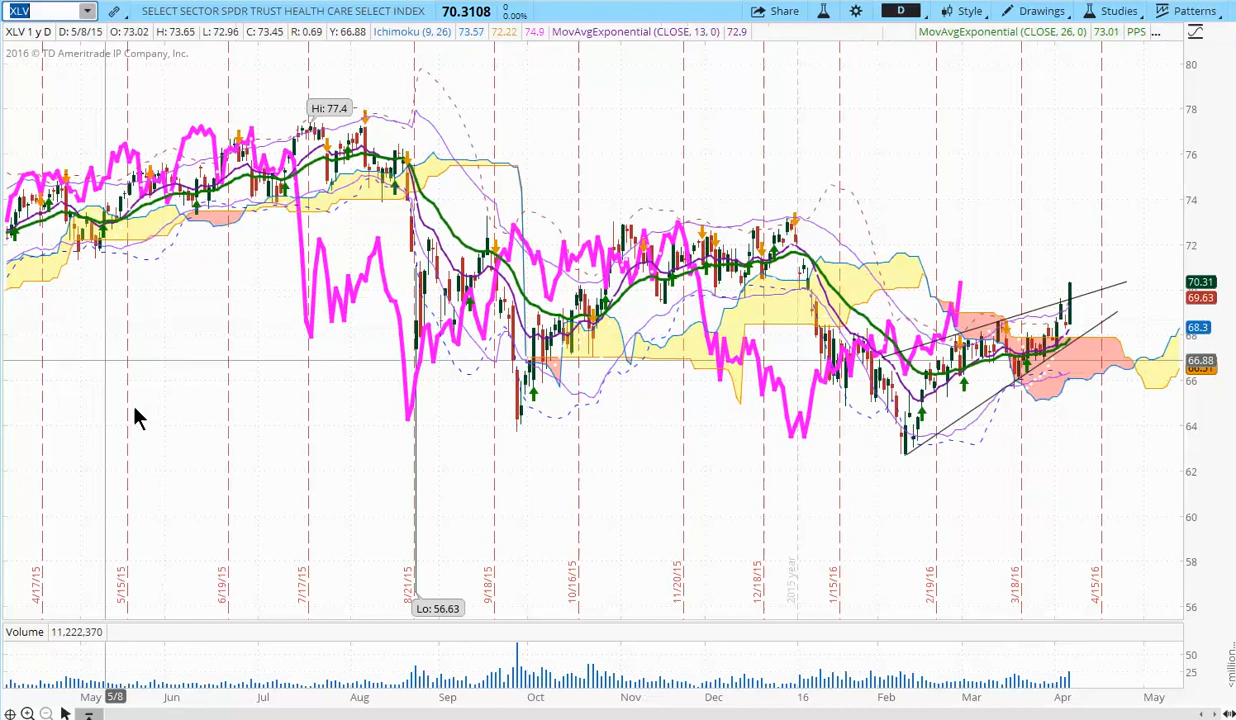 XLV SELECT SECTOR SPDR TRUST HEALTH CARE SELECT INDEX 70.3108 0 0.00% Share D Style Drawings Studies Patterns
XLV 1 y D D: 5/8/15 O: 73.02 H: 73.65 L: 72.96 C: 73.45 R: 0.69 Y: 66.88 Ichimoku (9, 26) 73.57 72.22 74.9 MovAvgExponential (CLOSE, 13, 0) 72.9 MovAvgExponential (CLOSE, 26, 0) 73.01 PPS ...
2016 © TD Ameritrade IP Company, Inc.
80
Hi: 77.4
78
76
74
72
70.31
69.63
68.3
68
66.88
66
64
62
60
58
56
4/17/15 5/15/15 6/19/15 7/17/15 8/21/15 9/18/15 10/16/15 11/20/15 12/18/15 2015 year 1/15/16 2/19/16 3/18/16 4/15/16
Lo: 56.63
Volume 11,222,370
50
25
<million
May 5/8 Jun Jul Aug Sep Oct Nov Dec 16 Feb Mar Apr May